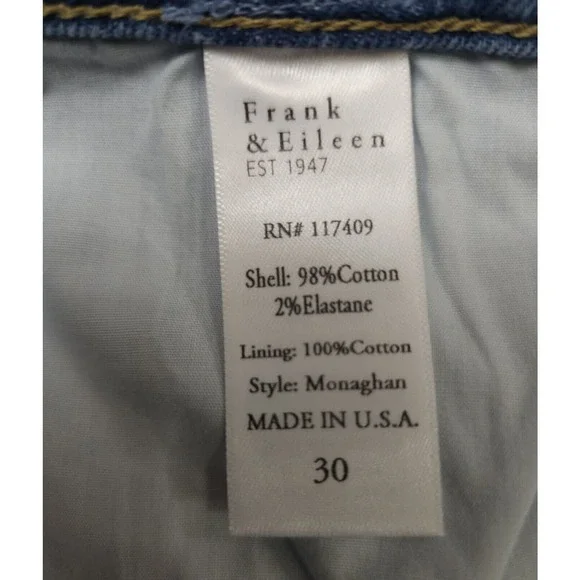 Frank
& Eileen
EST 1947
RN# 117409
Shell: 98%Cotton
2%Elastane
Lining: 100%Cotton
Style: Monaghan
MADE IN U.S.A.
30